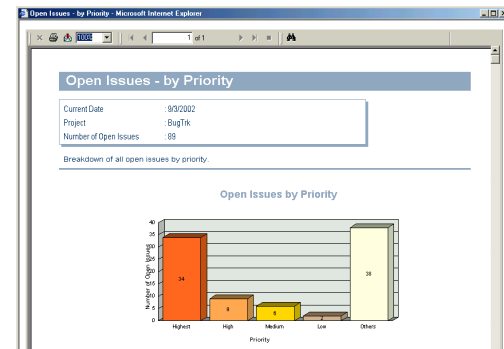 Open Issues - by Priority - Microsoft Internet Explorer
100%
1 of 1
Open Issues - by Priority
Current Date : 9/3/2002
Project : BugTrk
Number of Open Issues : 89
Breakdown of all open issues by priority.
Open Issues by Priority
Number of Open Issues
40
35
30
25
20
15
10
5
0
34
9
6
2
38
Highest
High
Medium
Low
Others
Priority